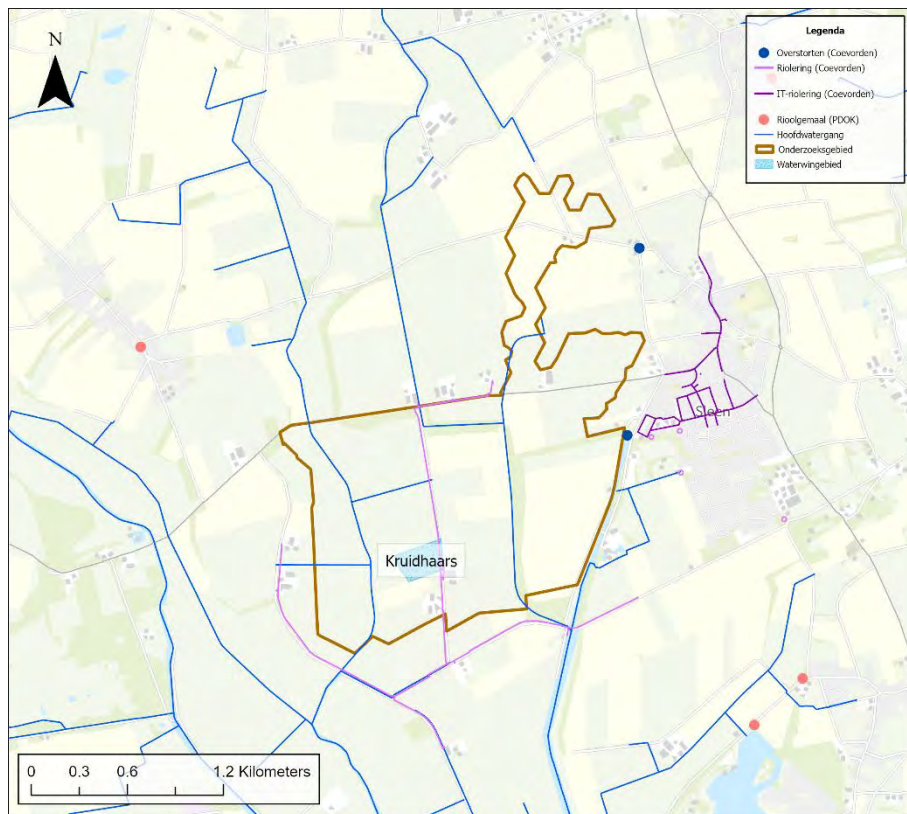 N
Legenda
Overstorten (Coevorden)
Riolering (Coevorden)
IT-riolering (Coevorden)
Rioolgemaal (PDOK)
Hoofdwatergang
Onderzoeksgebied
Waterwingebied
Sleen
Kruidhaars
0 0.3 0.6 1.2 Kilometers